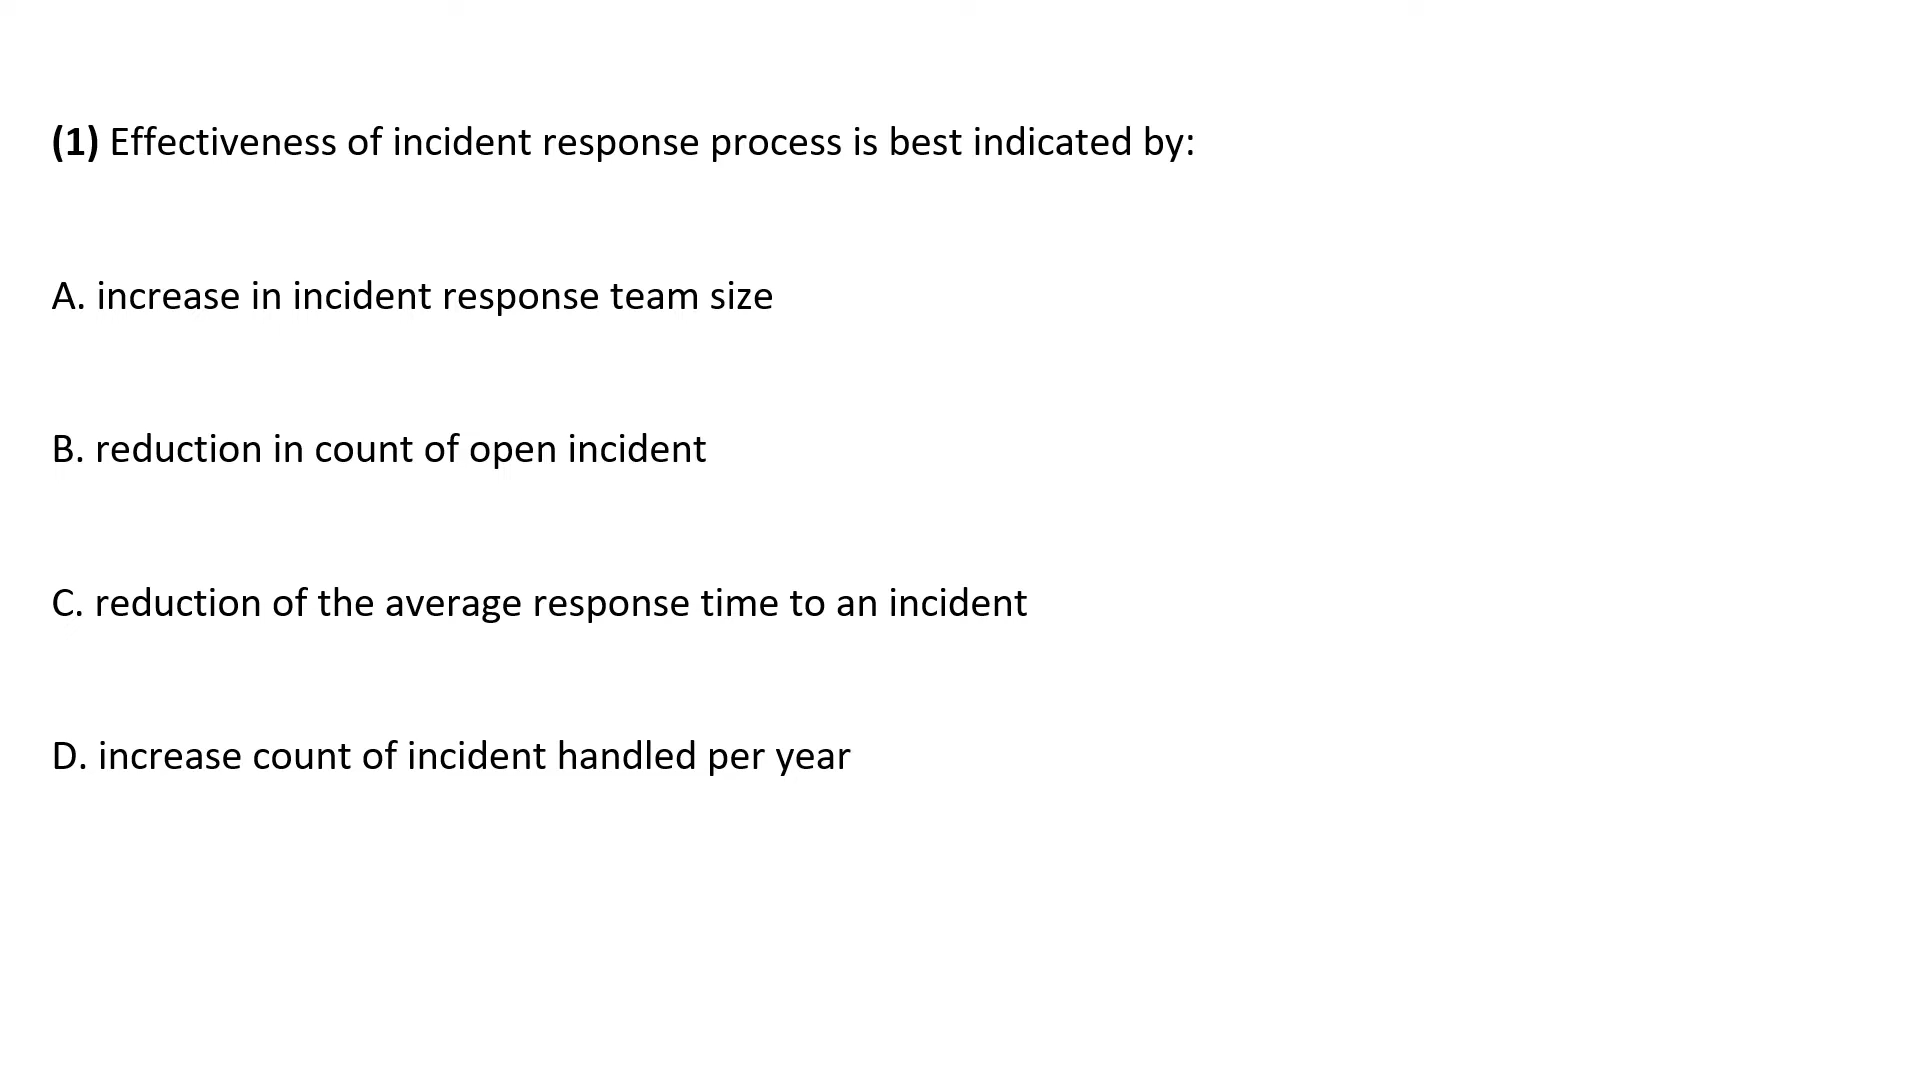 (1) Effectiveness of incident response process is best indicated by:
A. increase in incident response team size
B. reduction in count of open incident
C. reduction of the average response time to an incident
D. increase count of incident handled per year